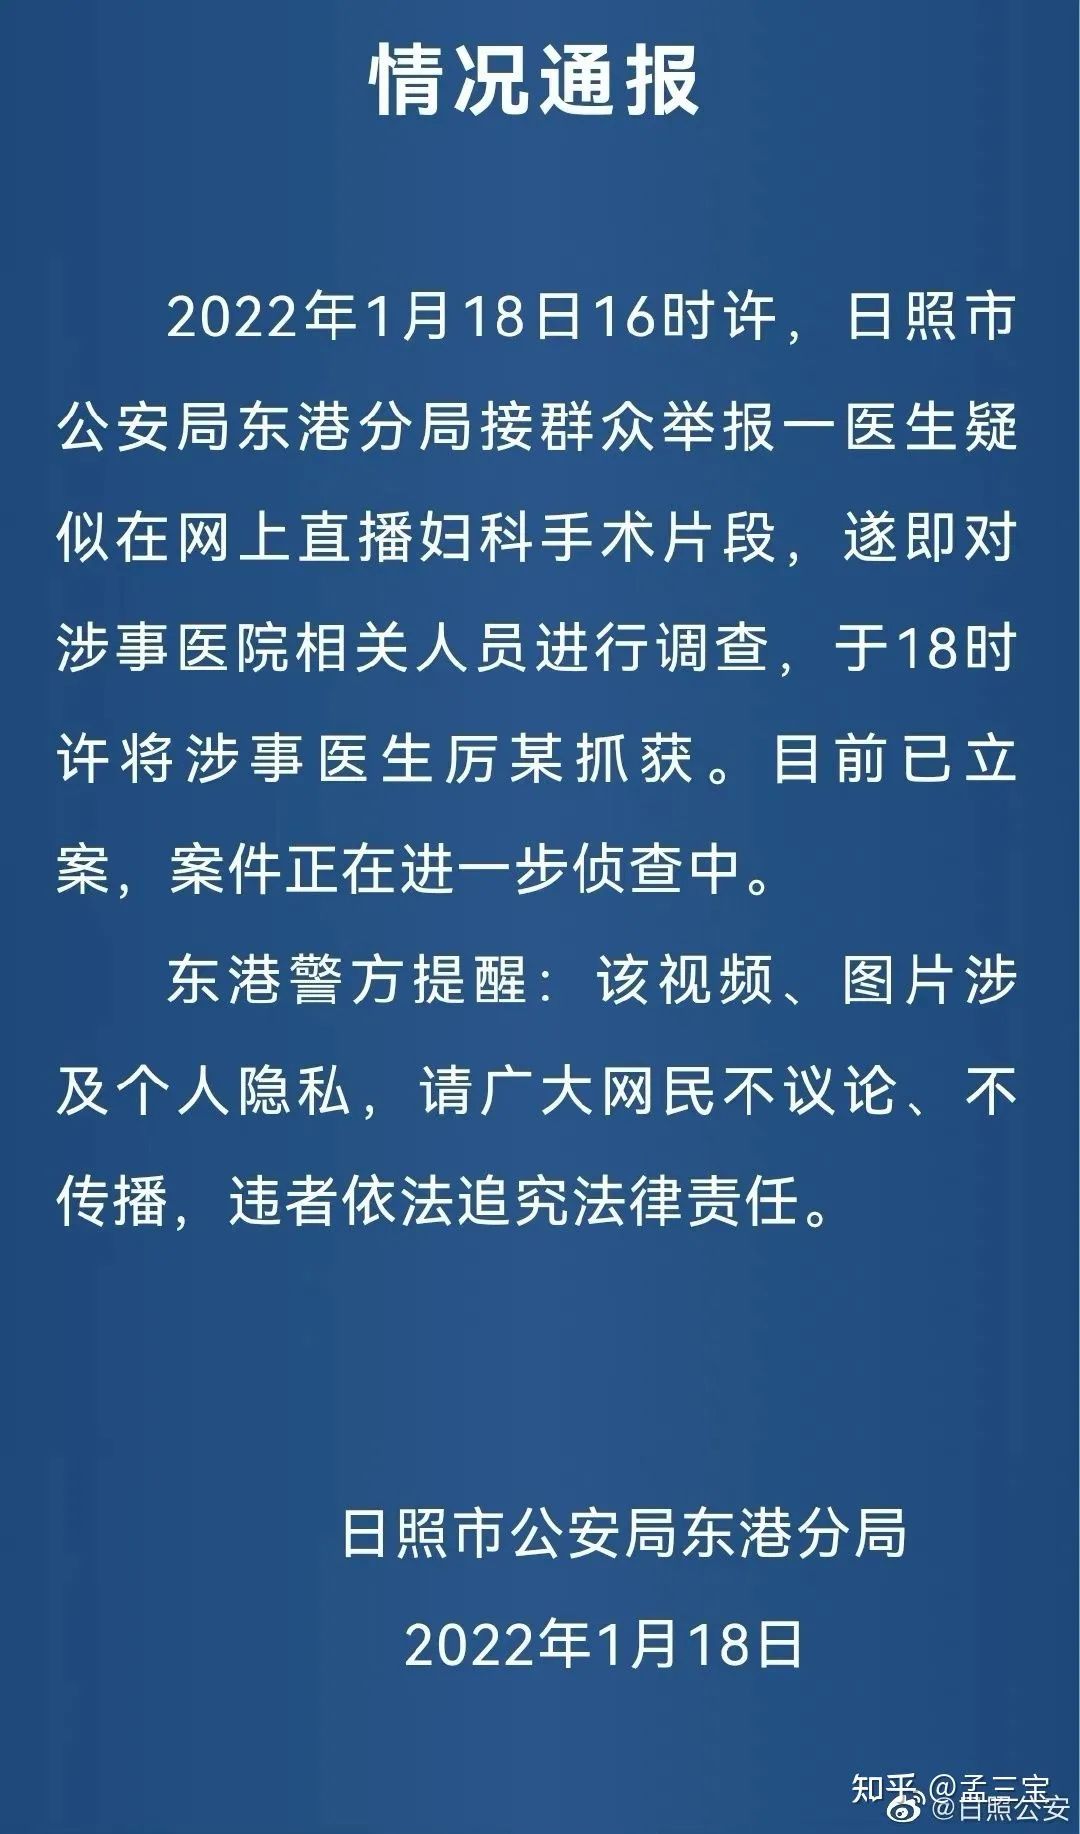 情况通报
2022年1月18日16时许，日照市
公安局东港分局接群众举报一医生疑
似在网上直播妇科手术片段，遂即对
涉事医院相关人员进行调查，于18时
许将涉事医生厉某抓获。目前已立
案，案件正在进一步侦查中。
东港警方提醒：该视频、图片涉
及个人隐私，请广大网民不议论、不
传播，违者依法追究法律责任。
日照市公安局东港分局
2022年1月18日
知乎 @孟三宝
@日照公安